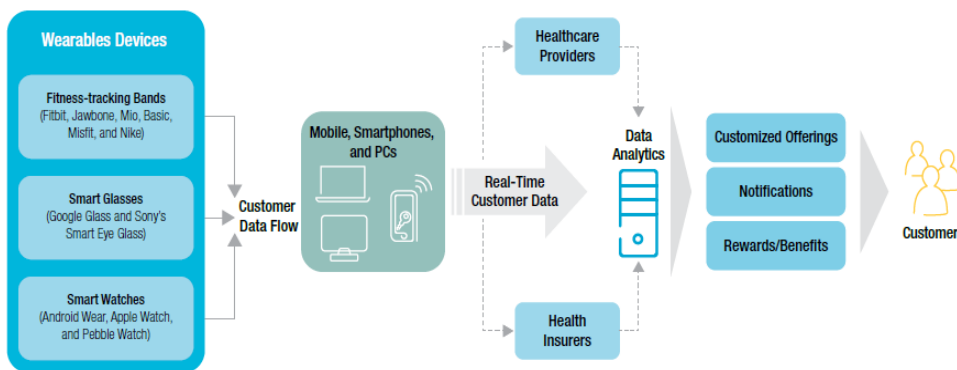 Wearables Devices
Fitness-tracking Bands
(Fitbit, Jawbone, Mio, Basic,
Misfit, and Nike)
Smart Glasses
(Google Glass and Sony's
Smart Eye Glass)
Smart Watches
(Android Wear, Apple Watch,
and Pebble Watch)
Customer
Data Flow
Mobile, Smartphones,
and PCs
Real-Time
Customer Data
Healthcare
Providers
Health
Insurers
Data
Analytics
Customized Offerings
Notifications
Rewards/Benefits
Customer